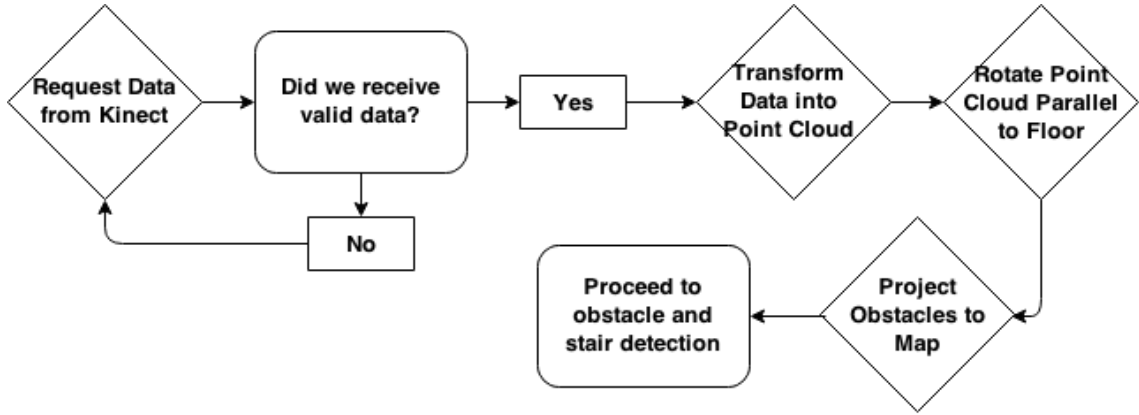 Request Data
from Kinect
Did we receive
valid data?
Yes
Transform
Data into
Point Cloud
Rotate Point
Cloud Parallel
to Floor
No
Proceed to
obstacle and
stair detection
Project
Obstacles to
Map